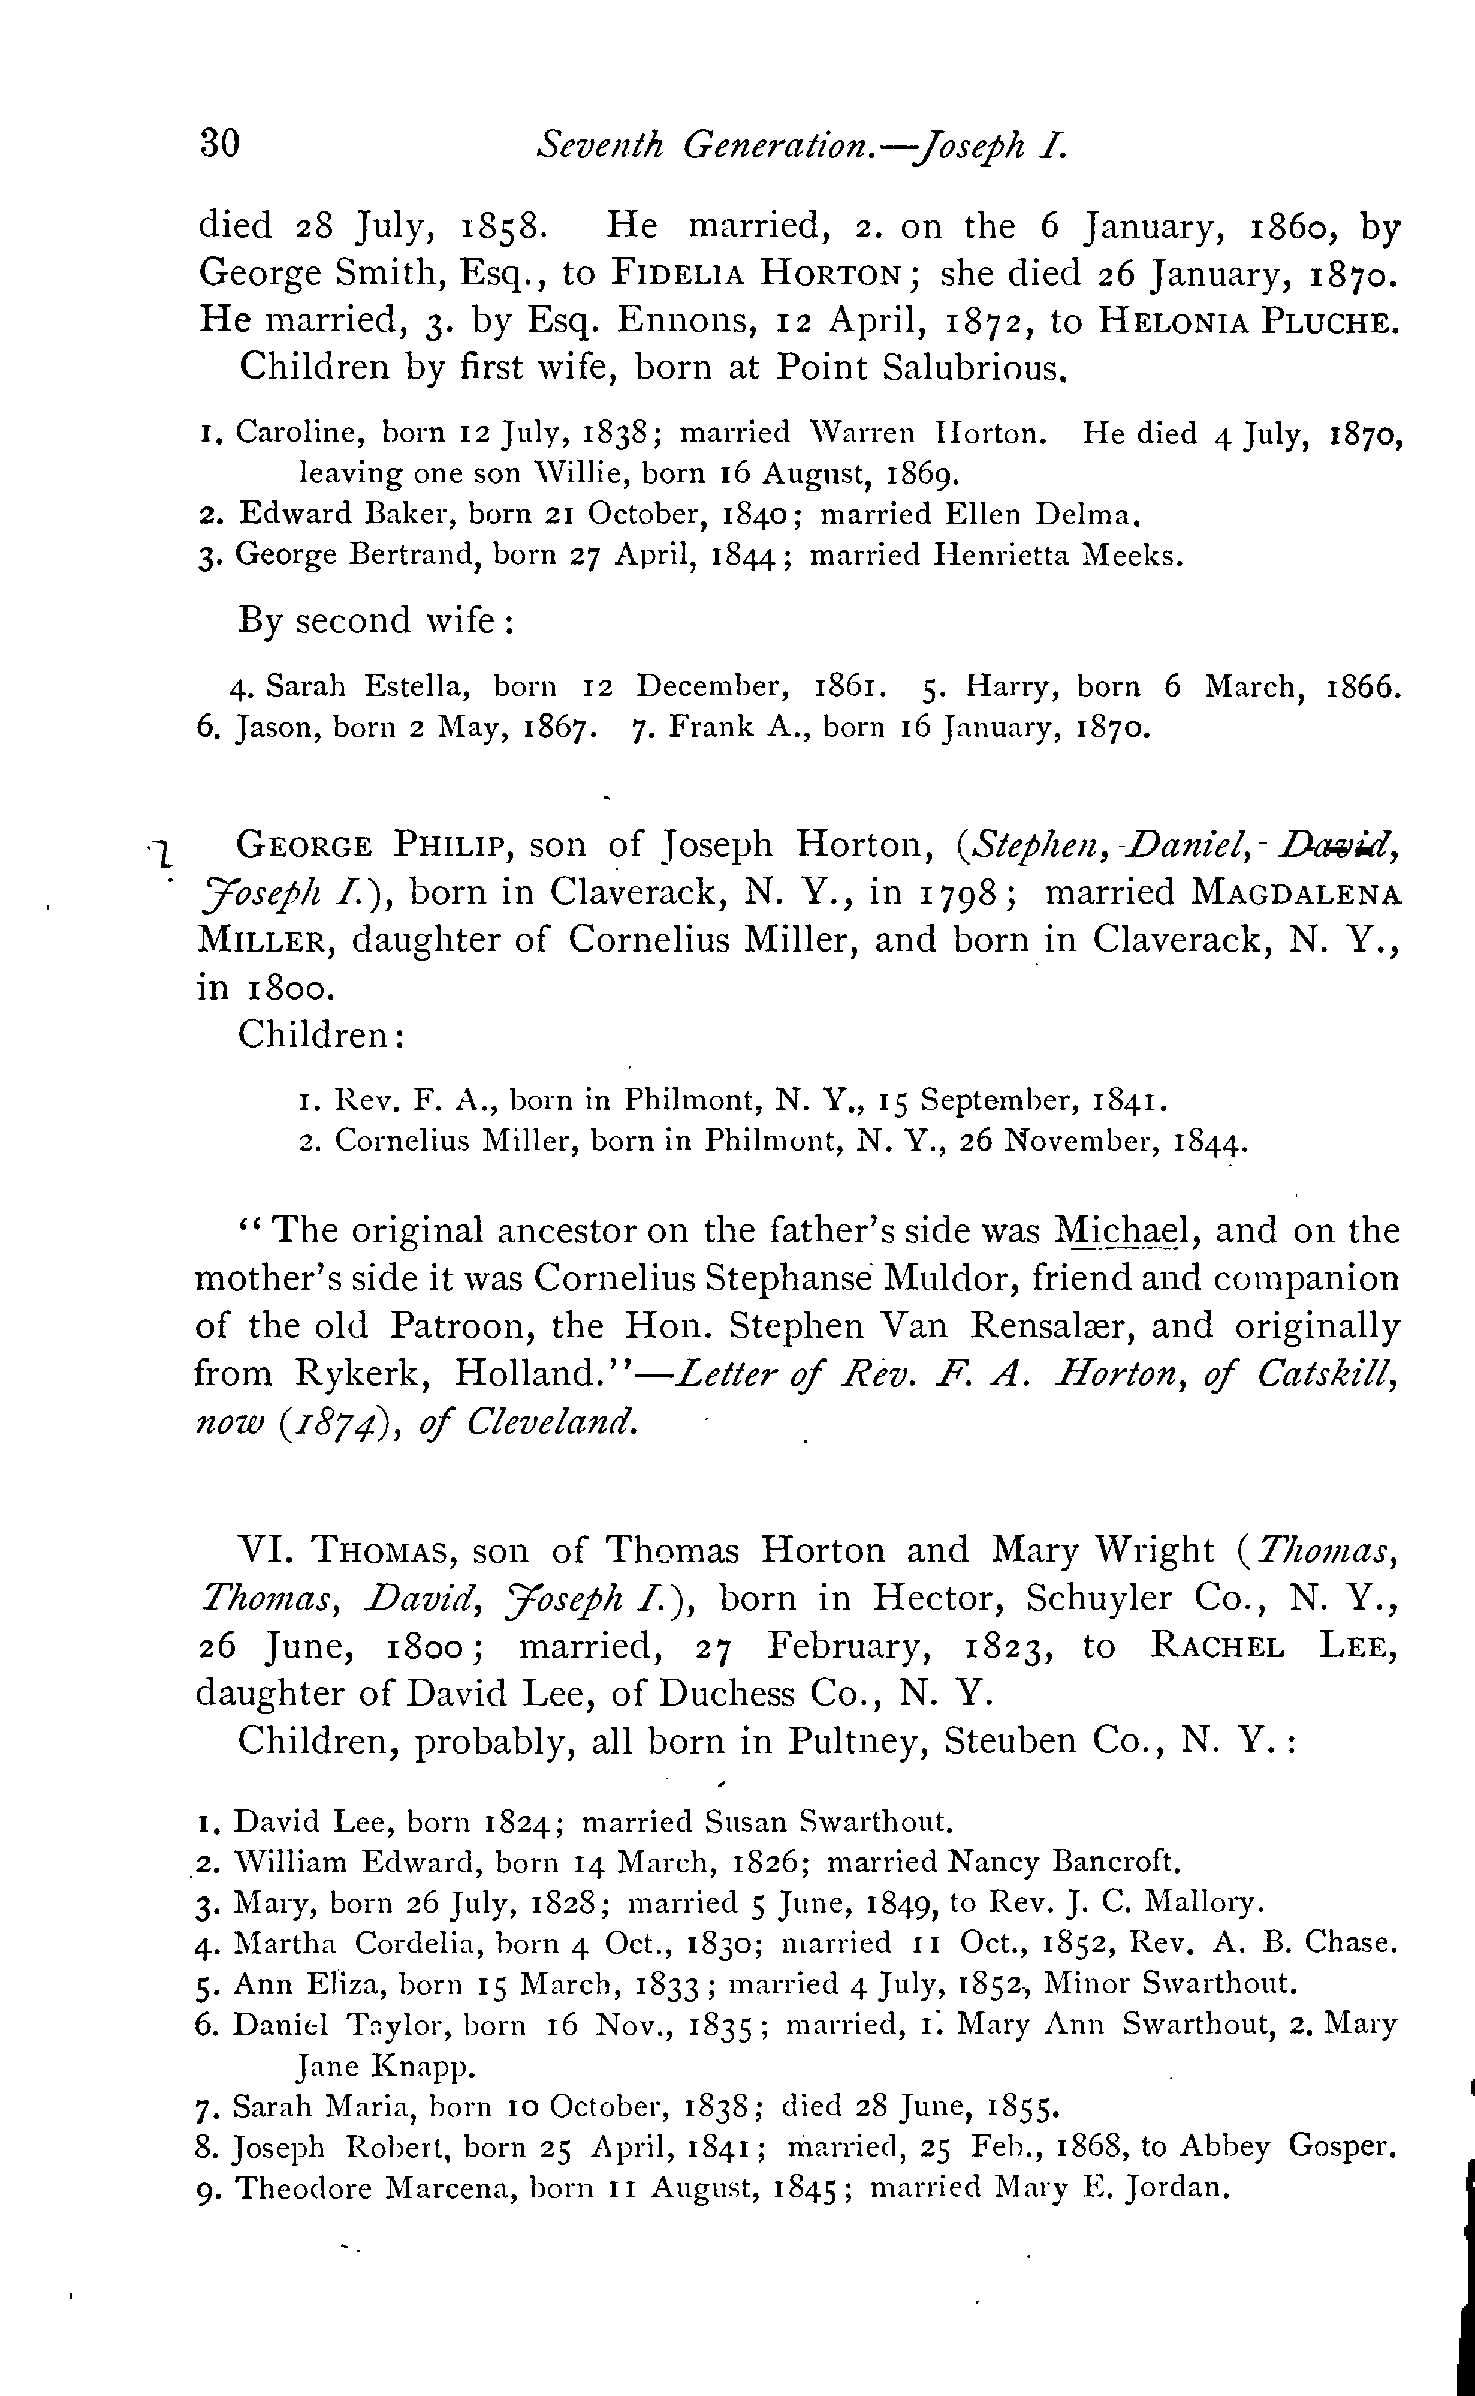 30 Seventh Generation.—Joseph I.
died 28 July, 1858. He married, 2. on the 6 January, 1860, by
George Smith, Esq., to FIDELIA HORTON; she died 26 January, 1870.
He married, 3. by Esq. Ennons, 12 April, 1872, to HELONIA PLUCHE.
Children by first wife, born at Point Salubrious.
1. Caroline, born 12 July, 1838; married Warren Horton. He died 4 July, 1870,
leaving one son Willie, born 16 August, 1869.
2. Edward Baker, born 21 October, 1840; married Ellen Delma.
3. George Bertrand, born 27 April, 1844; married Henrietta Meeks.
By second wife:
4. Sarah Estella, born 12 December, 1861. 5. Harry, born 6 March, 1866.
6. Jason, born 2 May, 1867. 7. Frank A., born 16 January, 1870.
GEORGE PHILIP, son of Joseph Horton, (Stephen, Daniel, David,
Joseph I.), born in Claverack, N. Y., in 1798; married MAGDALENA
MILLER, daughter of Cornelius Miller, and born in Claverack, N. Y.,
in 1800.
Children:
1. Rev. F. A., born in Philmont, N. Y., 15 September, 1841.
2. Cornelius Miller, born in Philmont, N. Y., 26 November, 1844.
"The original ancestor on the father's side was Michael, and on the
mother's side it was Cornelius Stephanse Muldor, friend and companion
of the old Patroon, the Hon. Stephen Van Rensalær, and originally
from Rykerk, Holland."—Letter of Rev. F. A. Horton, of Catskill,
now (1874), of Cleveland.
VI. THOMAS, son of Thomas Horton and Mary Wright (Thomas,
Thomas, David, Joseph I.), born in Hector, Schuyler Co., N. Y.,
26 June, 1800; married, 27 February, 1823, to RACHEL LEE,
daughter of David Lee, of Duchess Co., N. Y.
Children, probably, all born in Pultney, Steuben Co., N. Y.:
1. David Lee, born 1824; married Susan Swarthout.
2. William Edward, born 14 March, 1826; married Nancy Bancroft.
3. Mary, born 26 July, 1828; married 5 June, 1849, to Rev. J. C. Mallory.
4. Martha Cordelia, born 4 Oct., 1830; married 11 Oct., 1852, Rev. A. B. Chase.
5. Ann Eliza, born 15 March, 1833; married 4 July, 1852, Minor Swarthout.
6. Daniel Taylor, born 16 Nov., 1835; married, 1. Mary Ann Swarthout, 2. Mary
Jane Knapp.
7. Sarah Maria, born 10 October, 1838; died 28 June, 1855.
8. Joseph Robert, born 25 April, 1841; married, 25 Feb., 1868, to Abbey Gosper.
9. Theodore Marcena, born 11 August, 1845; married Mary E. Jordan.